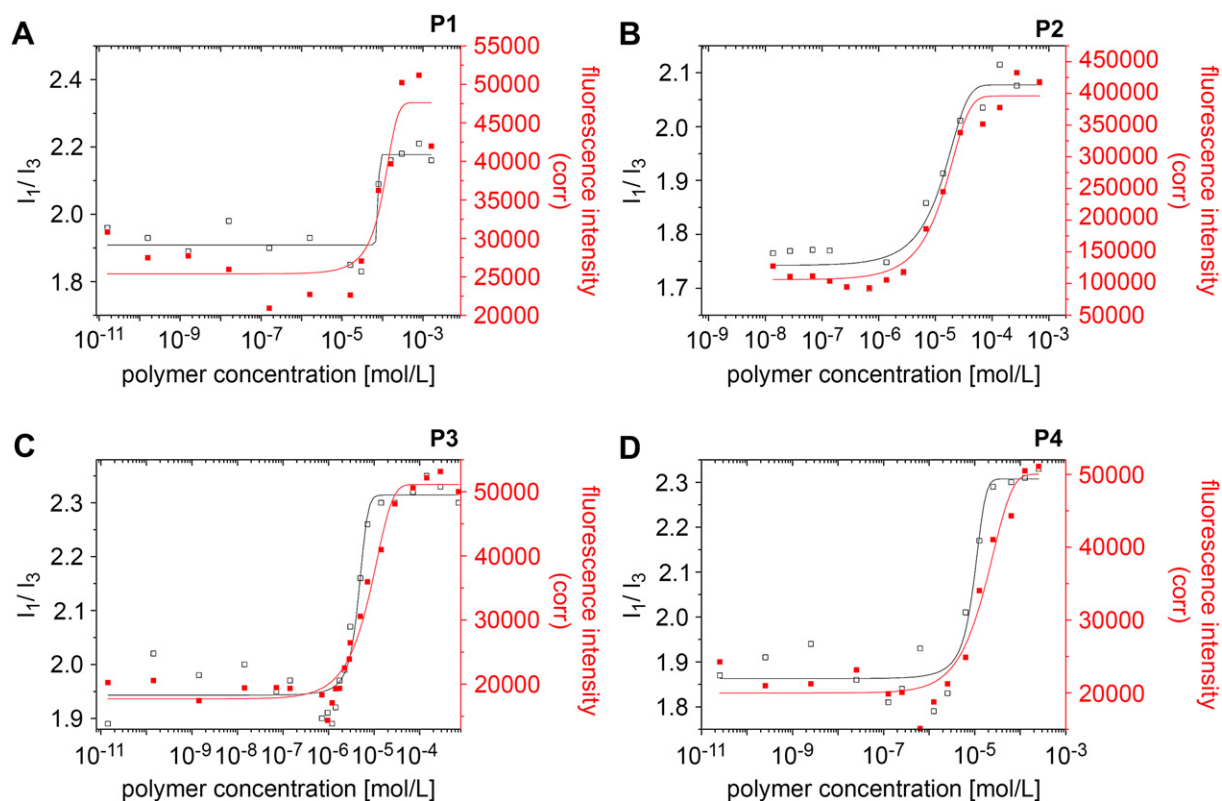 A
P1
2.4
2.2
2.0
1.8
I1/ I3
55000
50000
45000
40000
35000
30000
25000
20000
fluorescence intensity
(corr)
10-11
10-9
10-7
10-5
10-3
polymer concentration [mol/L]
B
P2
2.1
2.0
1.9
1.8
1.7
I1/ I3
450000
400000
350000
300000
250000
200000
150000
100000
50000
fluorescence intensity
(corr)
10-9
10-8
10-7
10-6
10-5
10-4
10-3
polymer concentration [mol/L]
C
P3
2.3
2.2
2.1
2.0
1.9
I1/ I3
50000
40000
30000
20000
fluorescence intensity
(corr)
10-11
10-9
10-8
10-7
10-6
10-5
10-4
polymer concentration [mol/L]
D
P4
2.3
2.2
2.1
2.0
1.9
1.8
I1/ I3
50000
40000
30000
20000
fluorescence intensity
(corr)
10-11
10-9
10-7
10-5
10-3
polymer concentration [mol/L]